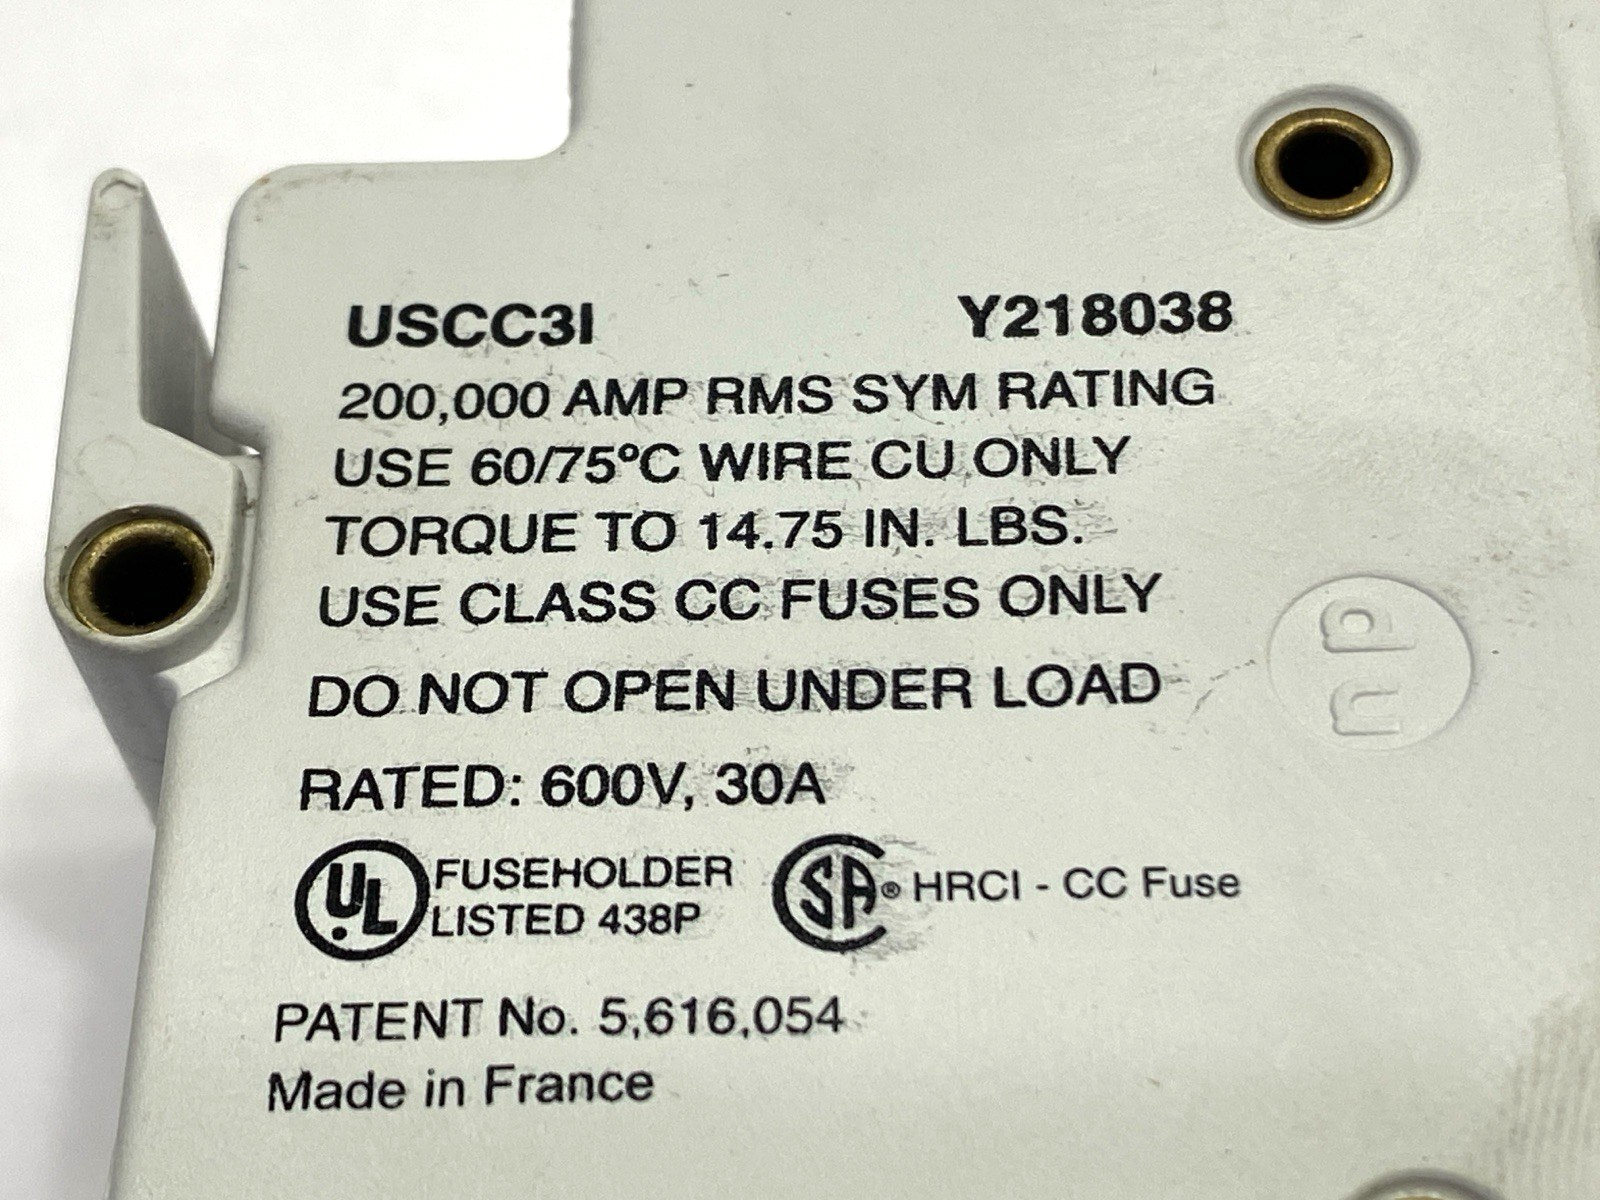 USCC3I Y218038
200,000 AMP RMS SYM RATING
USE 60/75°C WIRE CU ONLY
TORQUE TO 14.75 IN. LBS.
USE CLASS CC FUSES ONLY
DO NOT OPEN UNDER LOAD
RATED: 600V, 30A
UL FUSEHOLDER
LISTED 438P
SA® HRCI - CC Fuse
PATENT No. 5,616,054
Made in France